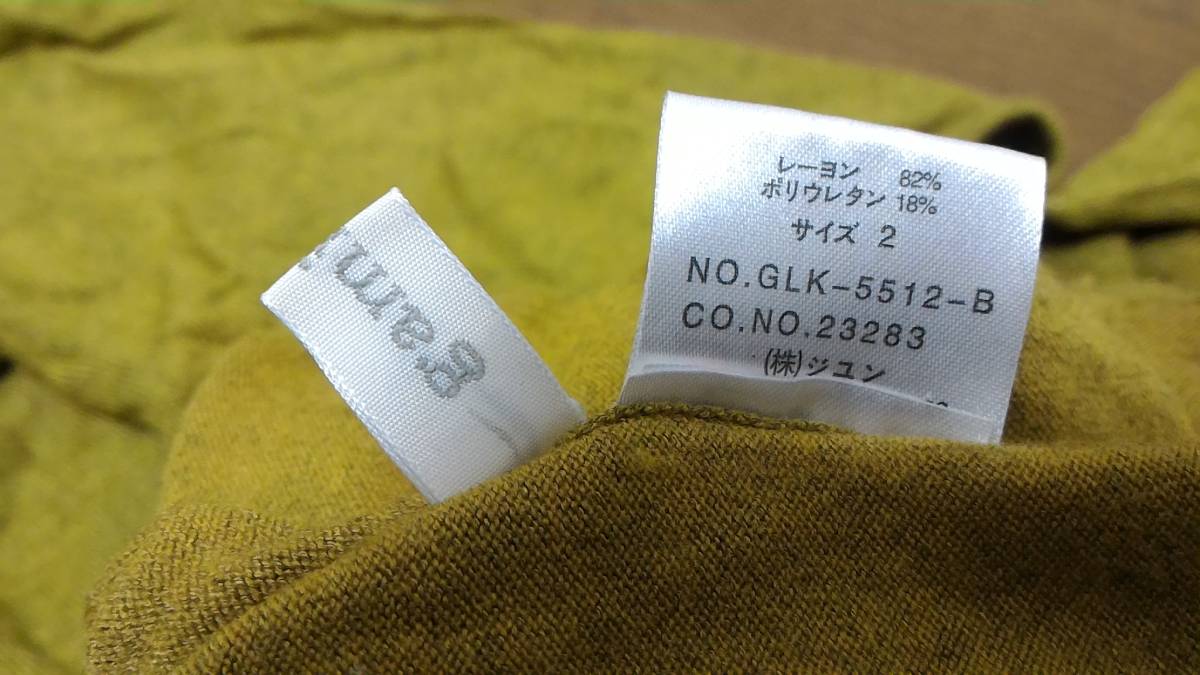 レーヨン 82%
ポリウレタン 18%
サイズ 2
NO.GLK-5512-B
CO.NO.23283
(株)ジユン